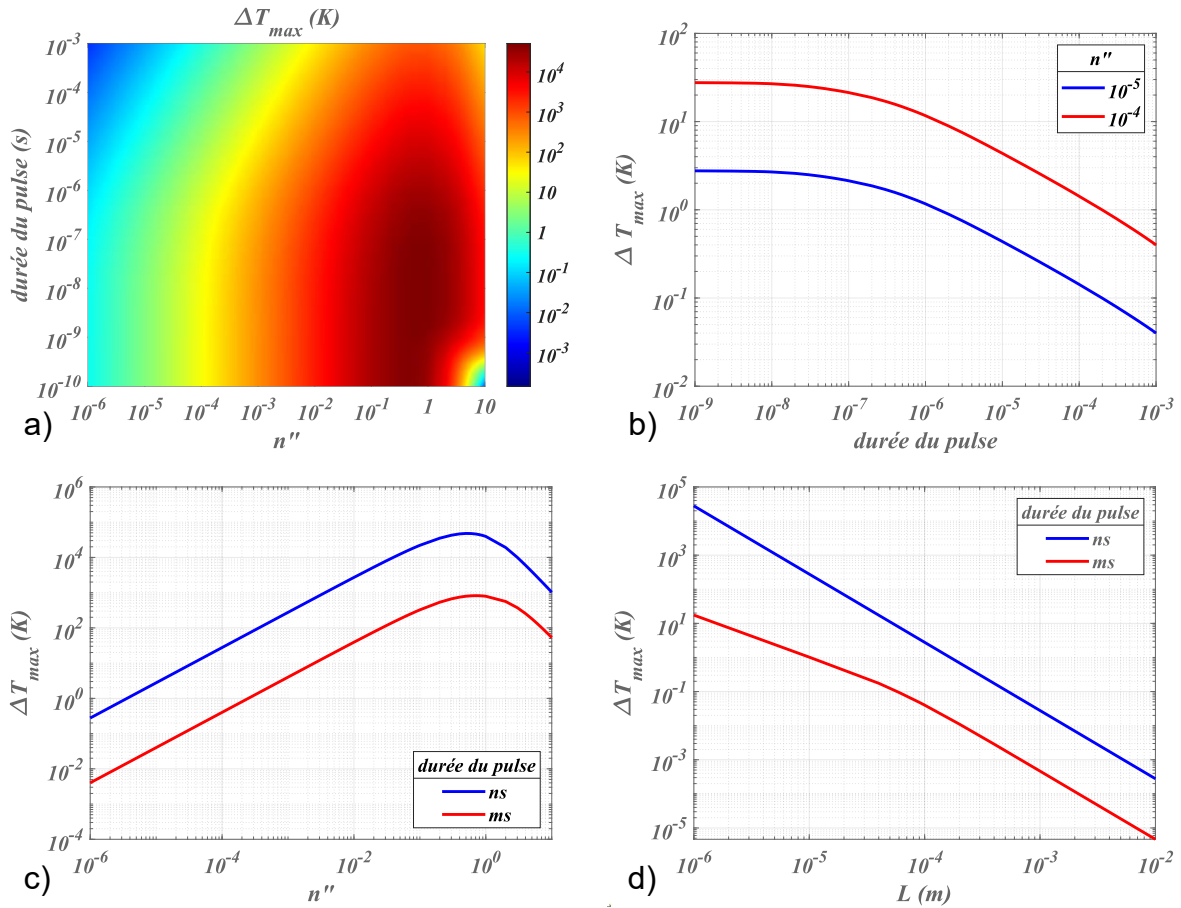 ΔT_max (K)
10^-3
10^-4
10^-5
10^-6
10^-7
10^-8
10^-9
10^-10
durée du pulse (s)
10^-6 10^-5 10^-4 10^-3 10^-2 10^-1 1 10
n"
10^4
10^3
10^2
10
1
10^-1
10^-2
10^-3
a)
10^2
10^1
10^0
10^-1
10^-2
Δ T_max (K)
n"
10^-5
10^-4
10^-9 10^-8 10^-7 10^-6 10^-5 10^-4 10^-3
durée du pulse
b)
10^6
10^4
10^2
10^0
10^-2
10^-4
ΔT_max (K)
durée du pulse
ns
ms
10^-6 10^-4 10^-2 10^0
n"
c)
10^5
10^3
10^1
10^-1
10^-3
10^-5
ΔT_max (K)
durée du pulse
ns
ms
10^-6 10^-5 10^-4 10^-3 10^-2
L (m)
d)